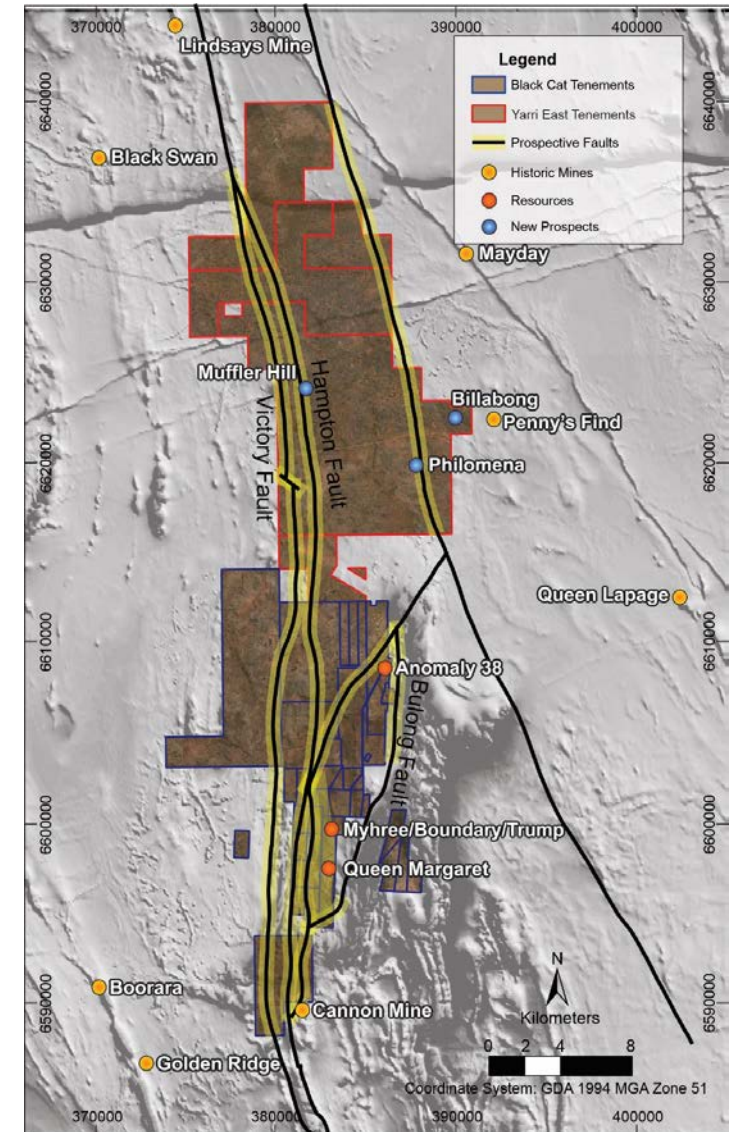 370000 380000 390000 400000
Lindsays Mine
Legend
Black Cat Tenements
Yarri East Tenements
Prospective Faults
Historic Mines
Resources
New Prospects
6640000
6640000
Black Swan
Mayday
6630000
6630000
Muffler Hill
Hampton Fault
Victory Fault
Billabong
Penny's Find
Philomena
6620000
6620000
Queen Lapage
6610000
6610000
Anomaly 38
Bulong Fault
6600000
6600000
Myhree/Boundary/Trump
Queen Margaret
N
Kilometers
0 2 4 8
Boorara
Cannon Mine
6590000
6590000
Golden Ridge
Coordinate System: GDA 1994 MGA Zone 51
370000 380000 390000 400000